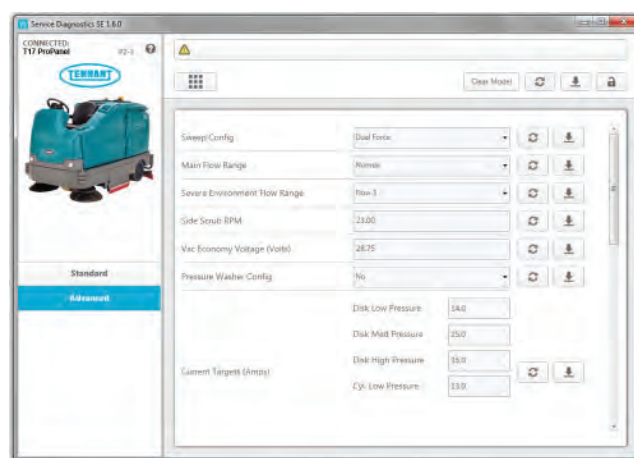 Service Diagnostics SE 1.6.0
CONNECTED:
T17 ProPanel P2-3
TENNANT
Standard
Advanced
Clear Model
Sweep Config Dual Force
Main Flow Range Normal
Severe Environment Flow Range Flow 3
Side Scrub RPM 23.00
Vac Economy Voltage (Volts) 28.75
Pressure Washer Config No
Current Targets (Amps)
Disk Low Pressure 14.0
Disk Med Pressure 25.0
Disk High Pressure 35.0
Cyl. Low Pressure 13.0